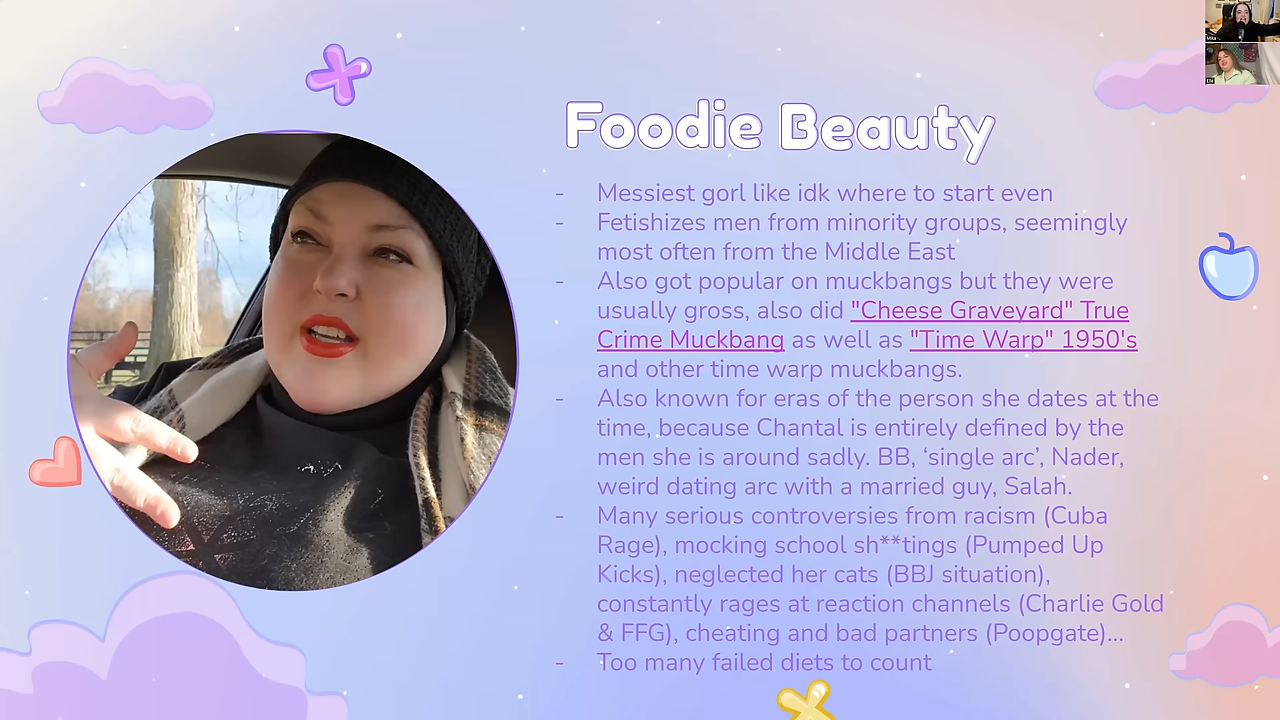 Foodie Beauty
- Messiest gorl like idk where to start even
- Fetishizes men from minority groups, seemingly
most often from the Middle East
- Also got popular on muckbangs but they were
usually gross, also did "Cheese Graveyard" True
Crime Muckbang as well as "Time Warp" 1950's
and other time warp muckbangs.
- Also known for eras of the person she dates at the
time, because Chantal is entirely defined by the
men she is around sadly. BB, ‘single arc’, Nader,
weird dating arc with a married guy, Salah.
- Many serious controversies from racism (Cuba
Rage), mocking school sh**tings (Pumped Up
Kicks), neglected her cats (BBJ situation),
constantly rages at reaction channels (Charlie Gold
& FFG), cheating and bad partners (Poopgate)...
- Too many failed diets to count